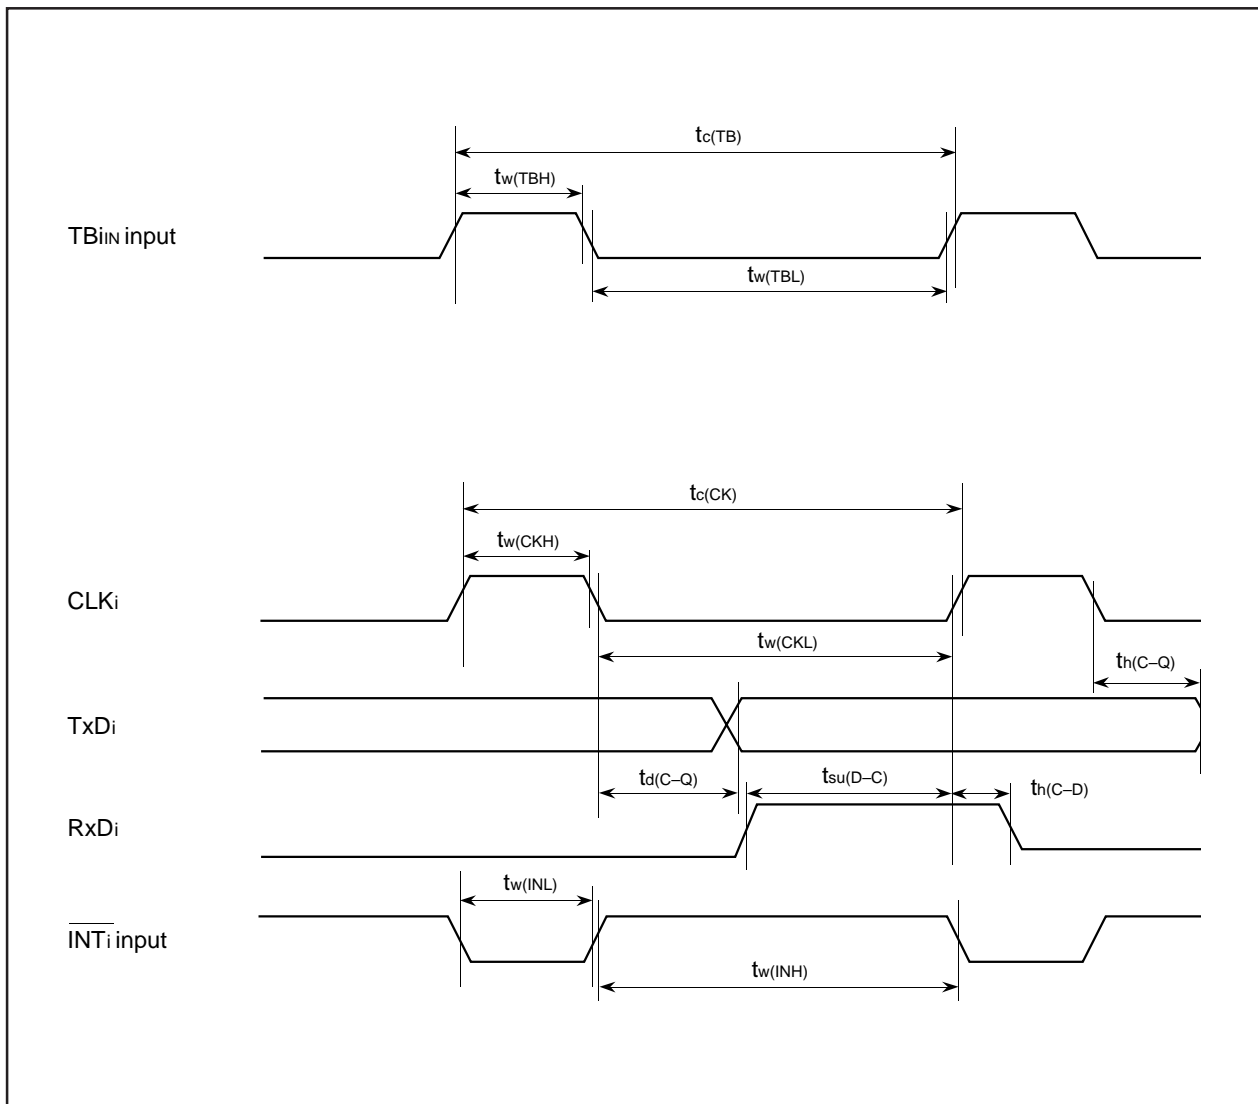 tc(TB)
tw(TBH)
TBiIN input
tw(TBL)
tc(CK)
tw(CKH)
CLKi
tw(CKL)
th(C–Q)
TxDi
td(C–Q)
tsu(D–C)
th(C–D)
RxDi
tw(INL)
INTi input
tw(INH)